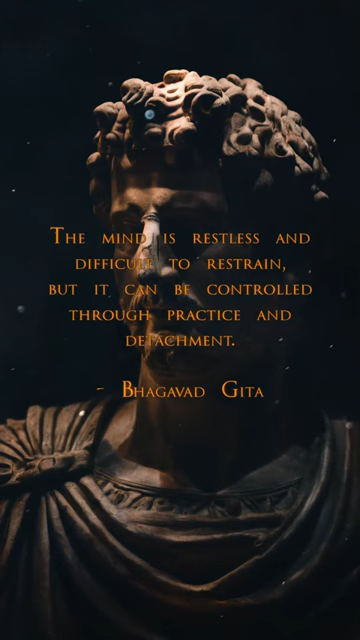 The mind is restless and
difficult to restrain,
but it can be controlled
through practice and
detachment.
- Bhagavad Gita